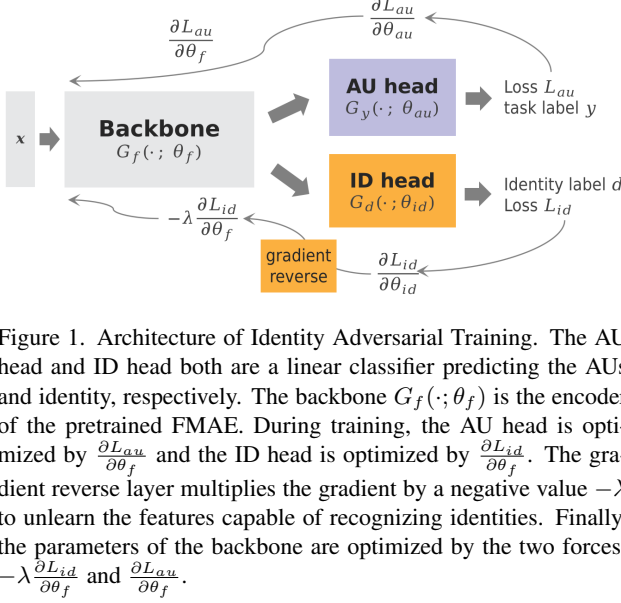 ∂L_au/∂θ_au
∂L_au/∂θ_f
x
Backbone
G_f(· ; θ_f)
AU head
G_y(· ; θ_au)
Loss L_au
task label y
ID head
G_d(· ; θ_id)
Identity label d
Loss L_id
−λ ∂L_id/∂θ_f
gradient
reverse
∂L_id/∂θ_id
Figure 1. Architecture of Identity Adversarial Training. The AU
head and ID head both are a linear classifier predicting the AUs
and identity, respectively. The backbone G_f(·; θ_f) is the encoder
of the pretrained FMAE. During training, the AU head is opti-
mized by ∂L_au/∂θ_f and the ID head is optimized by ∂L_id/∂θ_f. The gra-
dient reverse layer multiplies the gradient by a negative value −λ
to unlearn the features capable of recognizing identities. Finally,
the parameters of the backbone are optimized by the two forces:
−λ ∂L_id/∂θ_f and ∂L_au/∂θ_f.